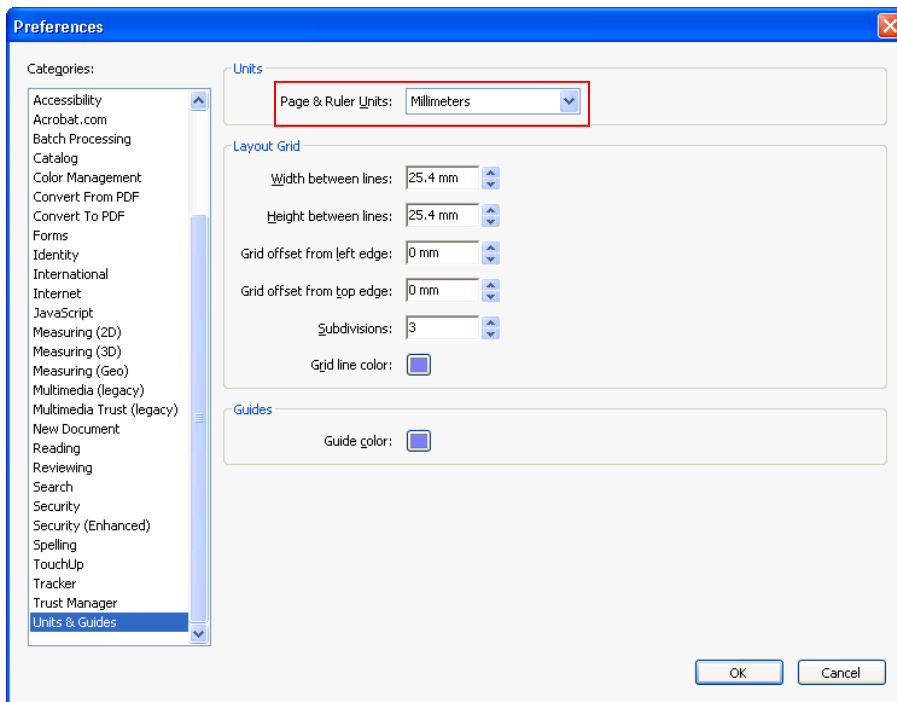 Preferences
Categories:
Accessibility
Acrobat.com
Batch Processing
Catalog
Color Management
Convert From PDF
Convert To PDF
Forms
Identity
International
Internet
JavaScript
Measuring (2D)
Measuring (3D)
Measuring (Geo)
Multimedia (legacy)
Multimedia Trust (legacy)
New Document
Reading
Reviewing
Search
Security
Security (Enhanced)
Spelling
TouchUp
Tracker
Trust Manager
Units & Guides
Units
Page & Ruler Units: Millimeters
Layout Grid
Width between lines: 25.4 mm
Height between lines: 25.4 mm
Grid offset from left edge: 0 mm
Grid offset from top edge: 0 mm
Subdivisions: 3
Grid line color:
Guides
Guide color:
OK Cancel